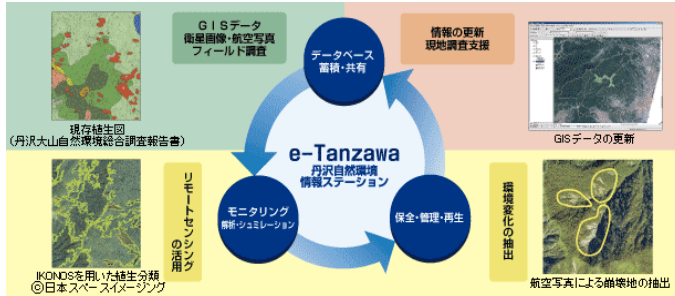 GISデータ
衛星画像・航空写真
フィールド調査
データベース
蓄積・共有
情報の更新
現地調査支援
現存植生図
（丹沢大山自然環境総合調査報告書）
GISデータの更新
e-Tanzawa
丹沢自然環境
情報ステーション
リモートセンシング
の活用
モニタリング
解析・シュミレーション
保全・管理・再生
環境変化の抽出
IKONOSを用いた植生分類
©日本スペースイメージング
航空写真による崩壊地の抽出